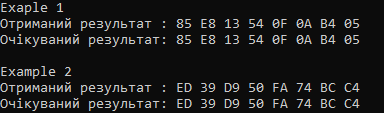 Exaple 1
Отриманий результат : 85 E8 13 54 0F 0A B4 05
Очікуваний результат: 85 E8 13 54 0F 0A B4 05
Example 2
Отриманий результат : ED 39 D9 50 FA 74 BC C4
Очікуваний результат: ED 39 D9 50 FA 74 BC C4